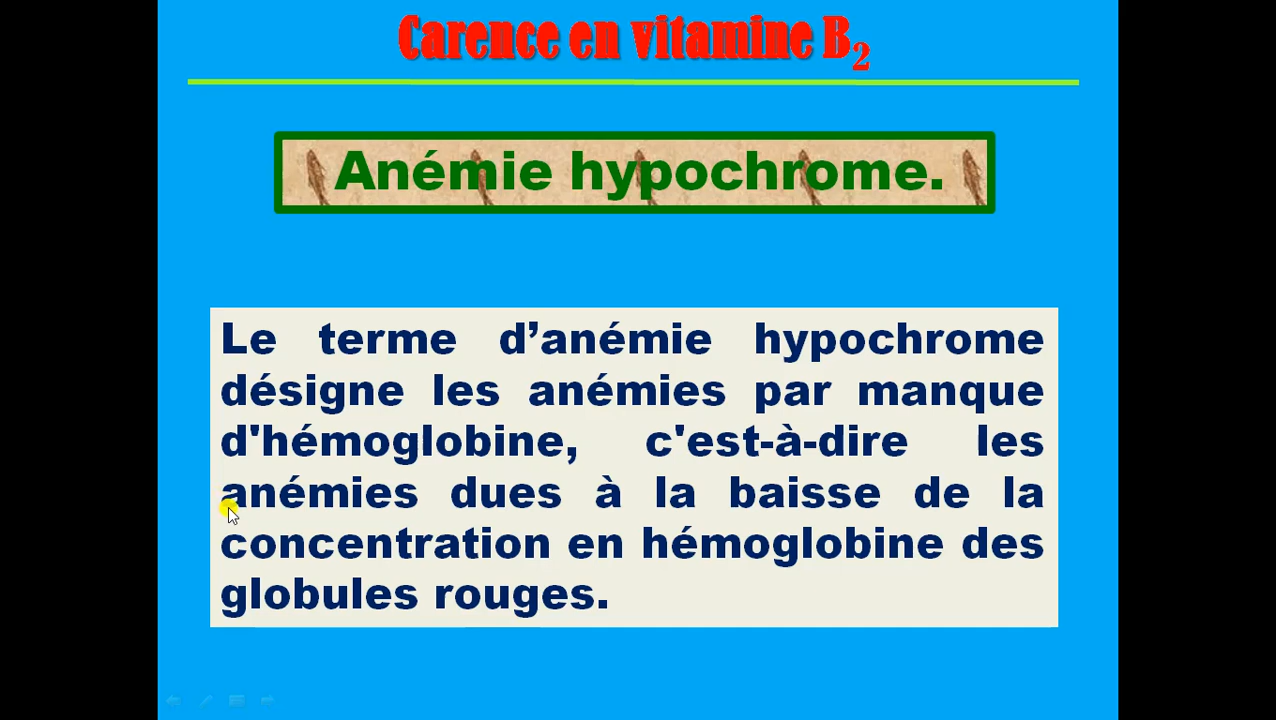 Carence en vitamine B₂
Anémie hypochrome.
Le terme d’anémie hypochrome
désigne les anémies par manque
d'hémoglobine, c'est-à-dire les
anémies dues à la baisse de la
concentration en hémoglobine des
globules rouges.